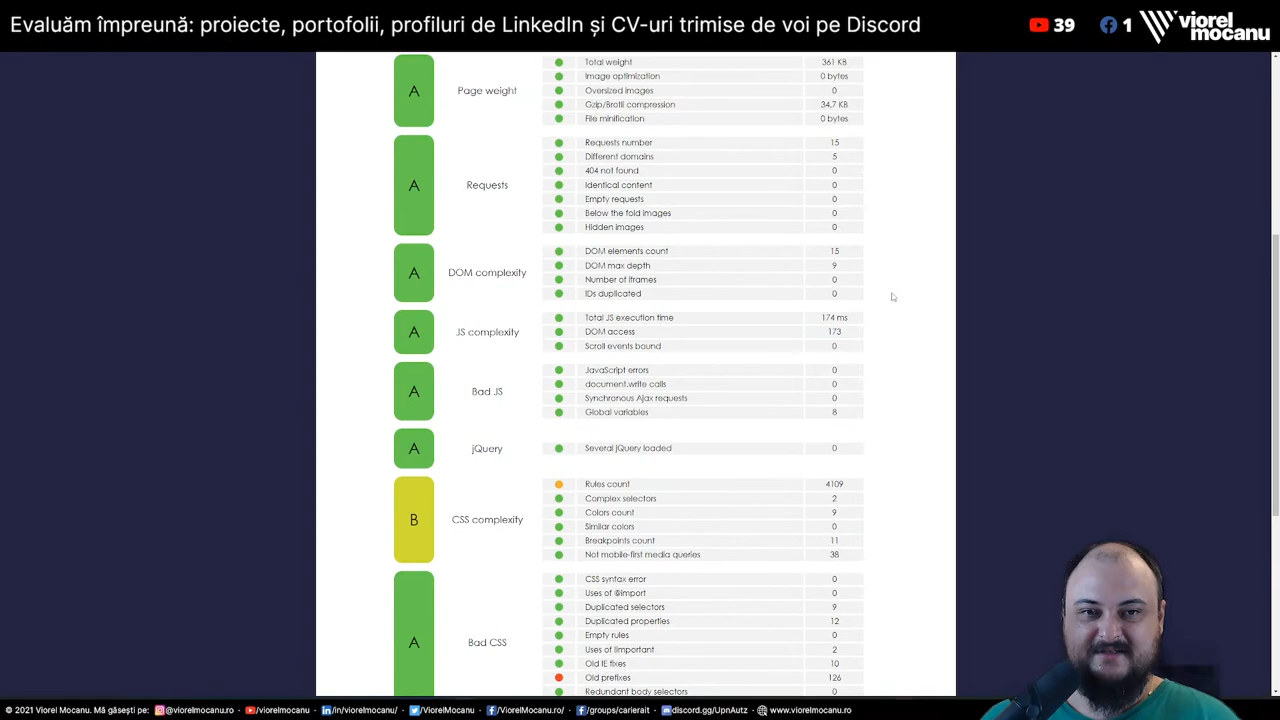 Evaluăm împreună: proiecte, portofolii, profiluri de LinkedIn și CV-uri trimise de voi pe Discord
39
1
viorel
mocanu
A
Page weight
Total weight 361 KB
Image optimization 0 bytes
Oversized images 0
Gzip/Brotli compression 34,7 KB
File minification 0 bytes
A
Requests
Requests number 15
Different domains 5
404 not found 0
Identical content 0
Empty requests 0
Below the fold images 0
Hidden images 0
A
DOM complexity
DOM elements count 15
DOM max depth 9
Number of iframes 0
IDs duplicated 0
A
JS complexity
Total JS execution time 174 ms
DOM access 173
Scroll events bound 0
A
Bad JS
JavaScript errors 0
document.write calls 0
Synchronous Ajax requests 0
Global variables 8
A
jQuery
Several jQuery loaded 0
B
CSS complexity
Rules count 4109
Complex selectors 2
Colors count 9
Similar colors 0
Breakpoints count 11
Not mobile-first media queries 38
A
Bad CSS
CSS syntax error 0
Uses of @import 0
Duplicated selectors 9
Duplicated properties 12
Empty rules 0
Uses of !important 2
Old IE fixes 10
Old prefixes 126
Redundant body selectors 0
© 2021 Viorel Mocanu. Mă găsești pe: @viorelmocanu.ro | /viorelmocanu | /in/viorelmocanu/ | /ViorelMocanu | /ViorelMocanu.ro/ | /groups/carierait | discord.gg/UpnAutz | www.viorelmocanu.ro